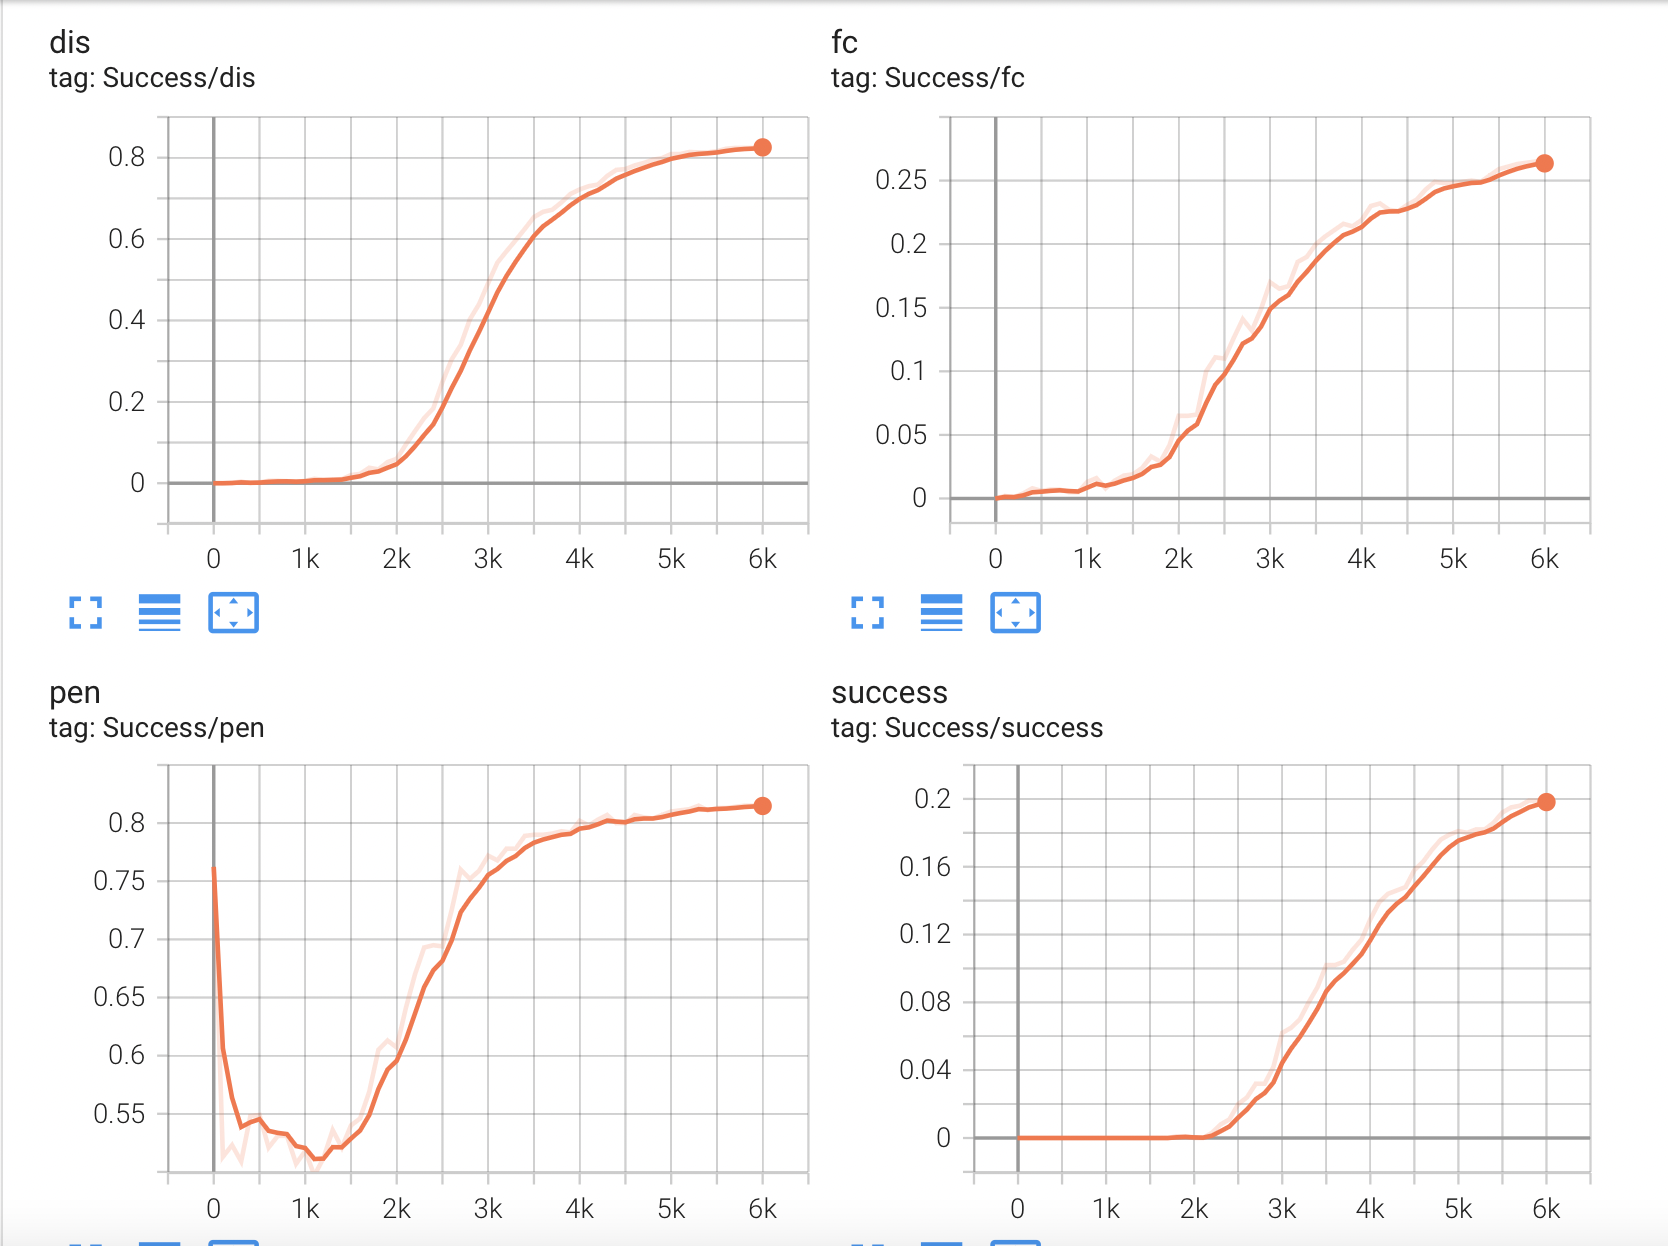 dis
tag: Success/dis
0.8
0.6
0.4
0.2
0
0 1k 2k 3k 4k 5k 6k
fc
tag: Success/fc
0.25
0.2
0.15
0.1
0.05
0
0 1k 2k 3k 4k 5k 6k
pen
tag: Success/pen
0.8
0.75
0.7
0.65
0.6
0.55
0 1k 2k 3k 4k 5k 6k
success
tag: Success/success
0.2
0.16
0.12
0.08
0.04
0
0 1k 2k 3k 4k 5k 6k